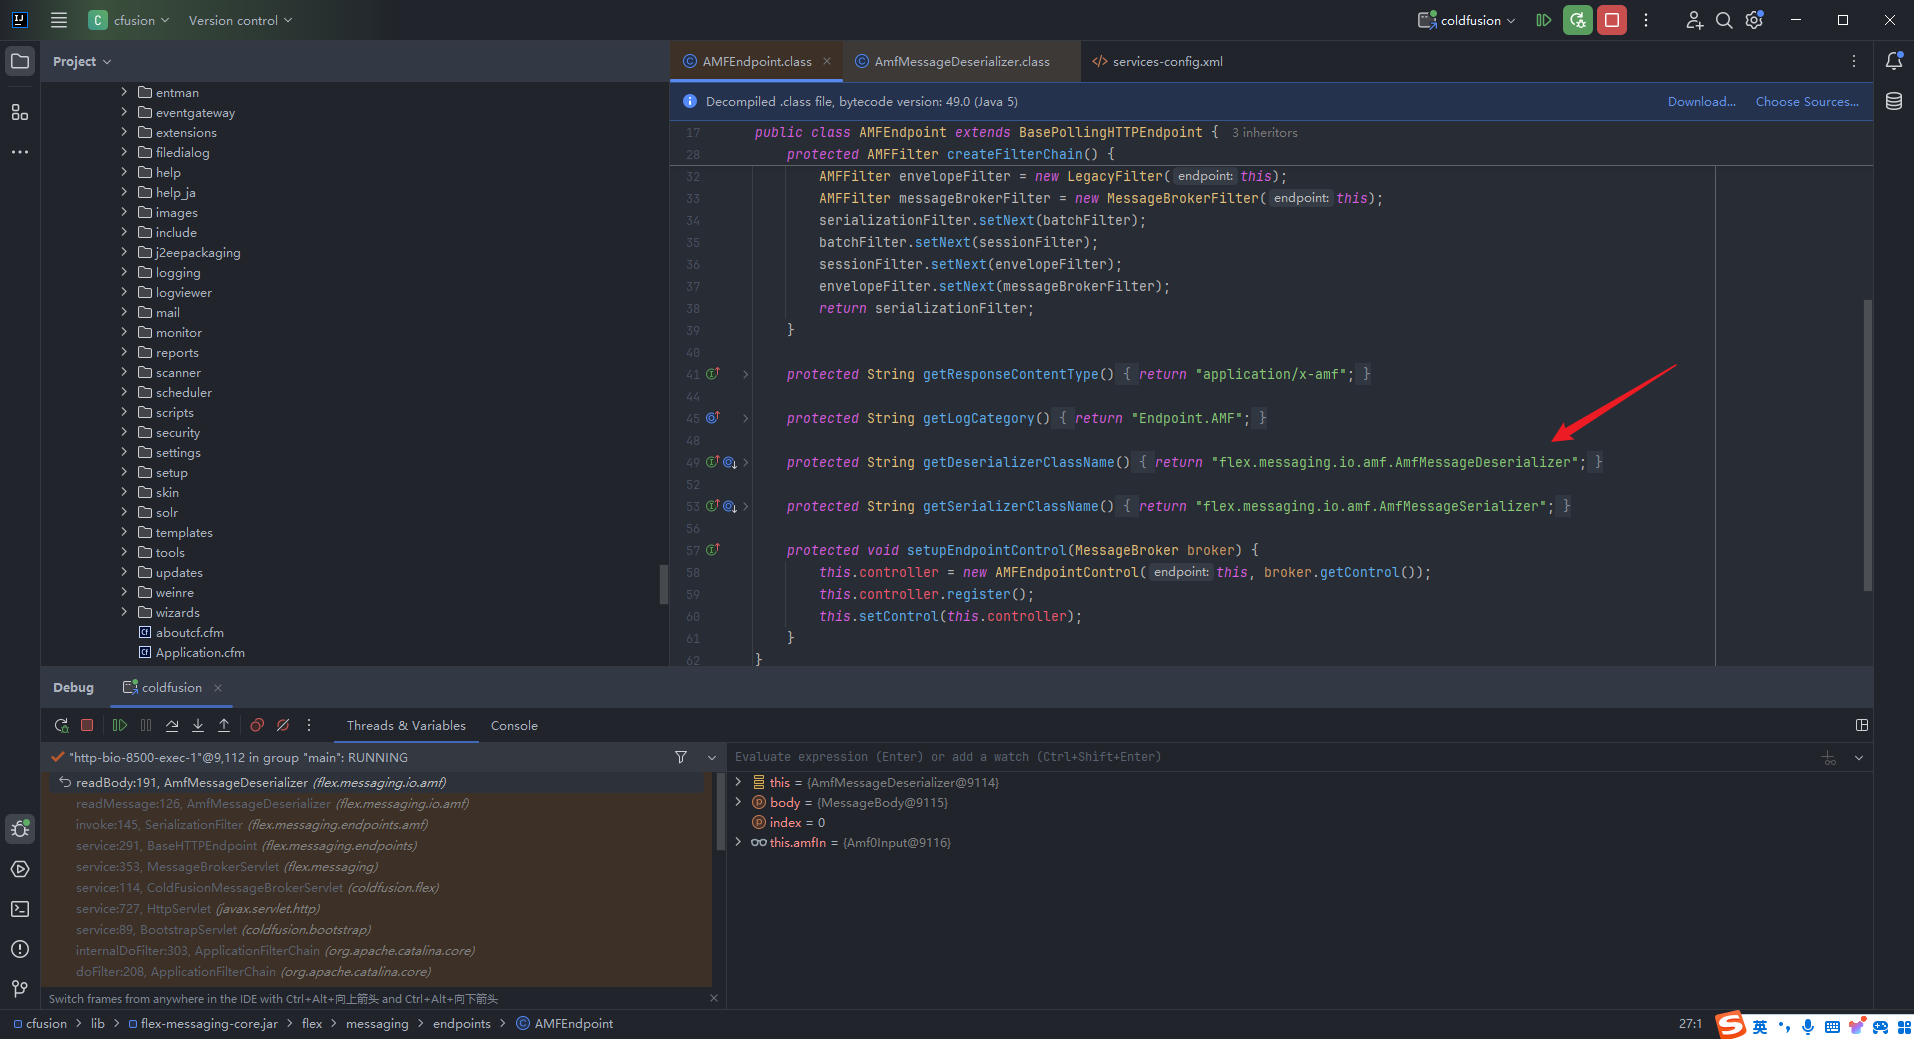 C cfusion Version control coldfusion
Project
AMFEndpoint.class AmfMessageDeserializer.class </> services-config.xml
entman
eventgateway
extensions
filedialog
help
help_ja
images
include
j2eepackaging
logging
logviewer
mail
monitor
reports
scanner
scheduler
scripts
security
settings
setup
skin
solr
templates
tools
updates
weinre
wizards
aboutcf.cfm
Application.cfm
Decompiled .class file, bytecode version: 49.0 (Java 5) Download... Choose Sources...
17 public class AMFEndpoint extends BasePollingHTTPEndpoint { 3 inheritors
28 protected AMFFilter createFilterChain() {
32 AMFFilter envelopeFilter = new LegacyFilter( endpoint: this);
33 AMFFilter messageBrokerFilter = new MessageBrokerFilter( endpoint: this);
34 serializationFilter.setNext(batchFilter);
35 batchFilter.setNext(sessionFilter);
36 sessionFilter.setNext(envelopeFilter);
37 envelopeFilter.setNext(messageBrokerFilter);
38 return serializationFilter;
39 }
40
41 protected String getResponseContentType() { return "application/x-amf"; }
44
45 protected String getLogCategory() { return "Endpoint.AMF"; }
48
49 protected String getDeserializerClassName() { return "flex.messaging.io.amf.AmfMessageDeserializer"; }
52
53 protected String getSerializerClassName() { return "flex.messaging.io.amf.AmfMessageSerializer"; }
56
57 protected void setupEndpointControl(MessageBroker broker) {
58 this.controller = new AMFEndpointControl( endpoint: this, broker.getControl());
59 this.controller.register();
60 this.setControl(this.controller);
61 }
62 }
Debug coldfusion
Threads & Variables Console
"http-bio-8500-exec-1"@9,112 in group "main": RUNNING
readBody:191, AmfMessageDeserializer (flex.messaging.io.amf)
readMessage:126, AmfMessageDeserializer (flex.messaging.io.amf)
invoke:145, SerializationFilter (flex.messaging.endpoints.amf)
service:291, BaseHTTPEndpoint (flex.messaging.endpoints)
service:353, MessageBrokerServlet (flex.messaging)
service:114, ColdFusionMessageBrokerServlet (coldfusion.flex)
service:727, HttpServlet (javax.servlet.http)
service:89, BootstrapServlet (coldfusion.bootstrap)
internalDoFilter:303, ApplicationFilterChain (org.apache.catalina.core)
doFilter:208, ApplicationFilterChain (org.apache.catalina.core)
Switch frames from anywhere in the IDE with Ctrl+Alt+向上箭头 and Ctrl+Alt+向下箭头
Evaluate expression (Enter) or add a watch (Ctrl+Shift+Enter)
this = {AmfMessageDeserializer@9114}
body = {MessageBody@9115}
index = 0
this.amfIn = {Amf0Input@9116}
cfusion > lib > flex-messaging-core.jar > flex > messaging > endpoints > AMFEndpoint
27:1 英